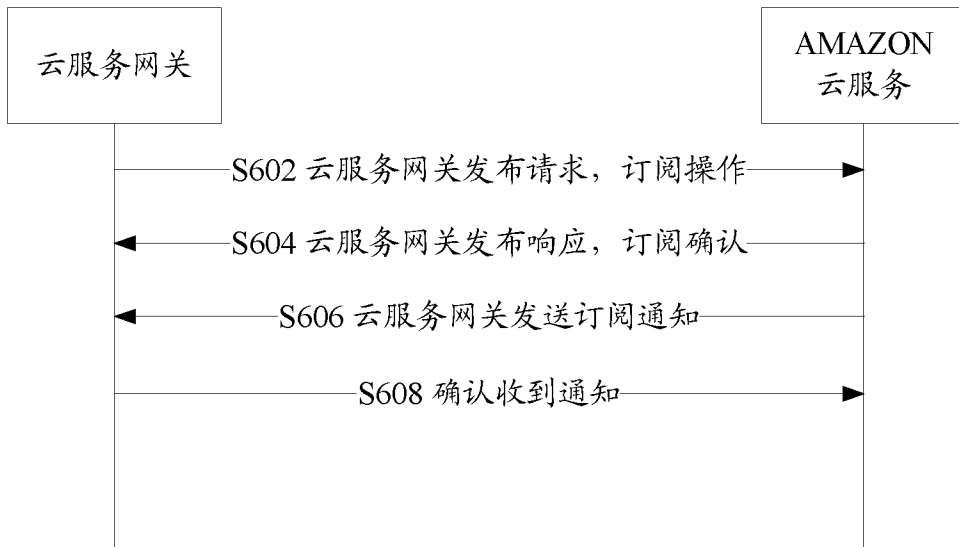 云服务网关
AMAZON
云服务
S602 云服务网关发布请求，订阅操作
S604 云服务网关发布响应，订阅确认
S606 云服务网关发送订阅通知
S608 确认收到通知